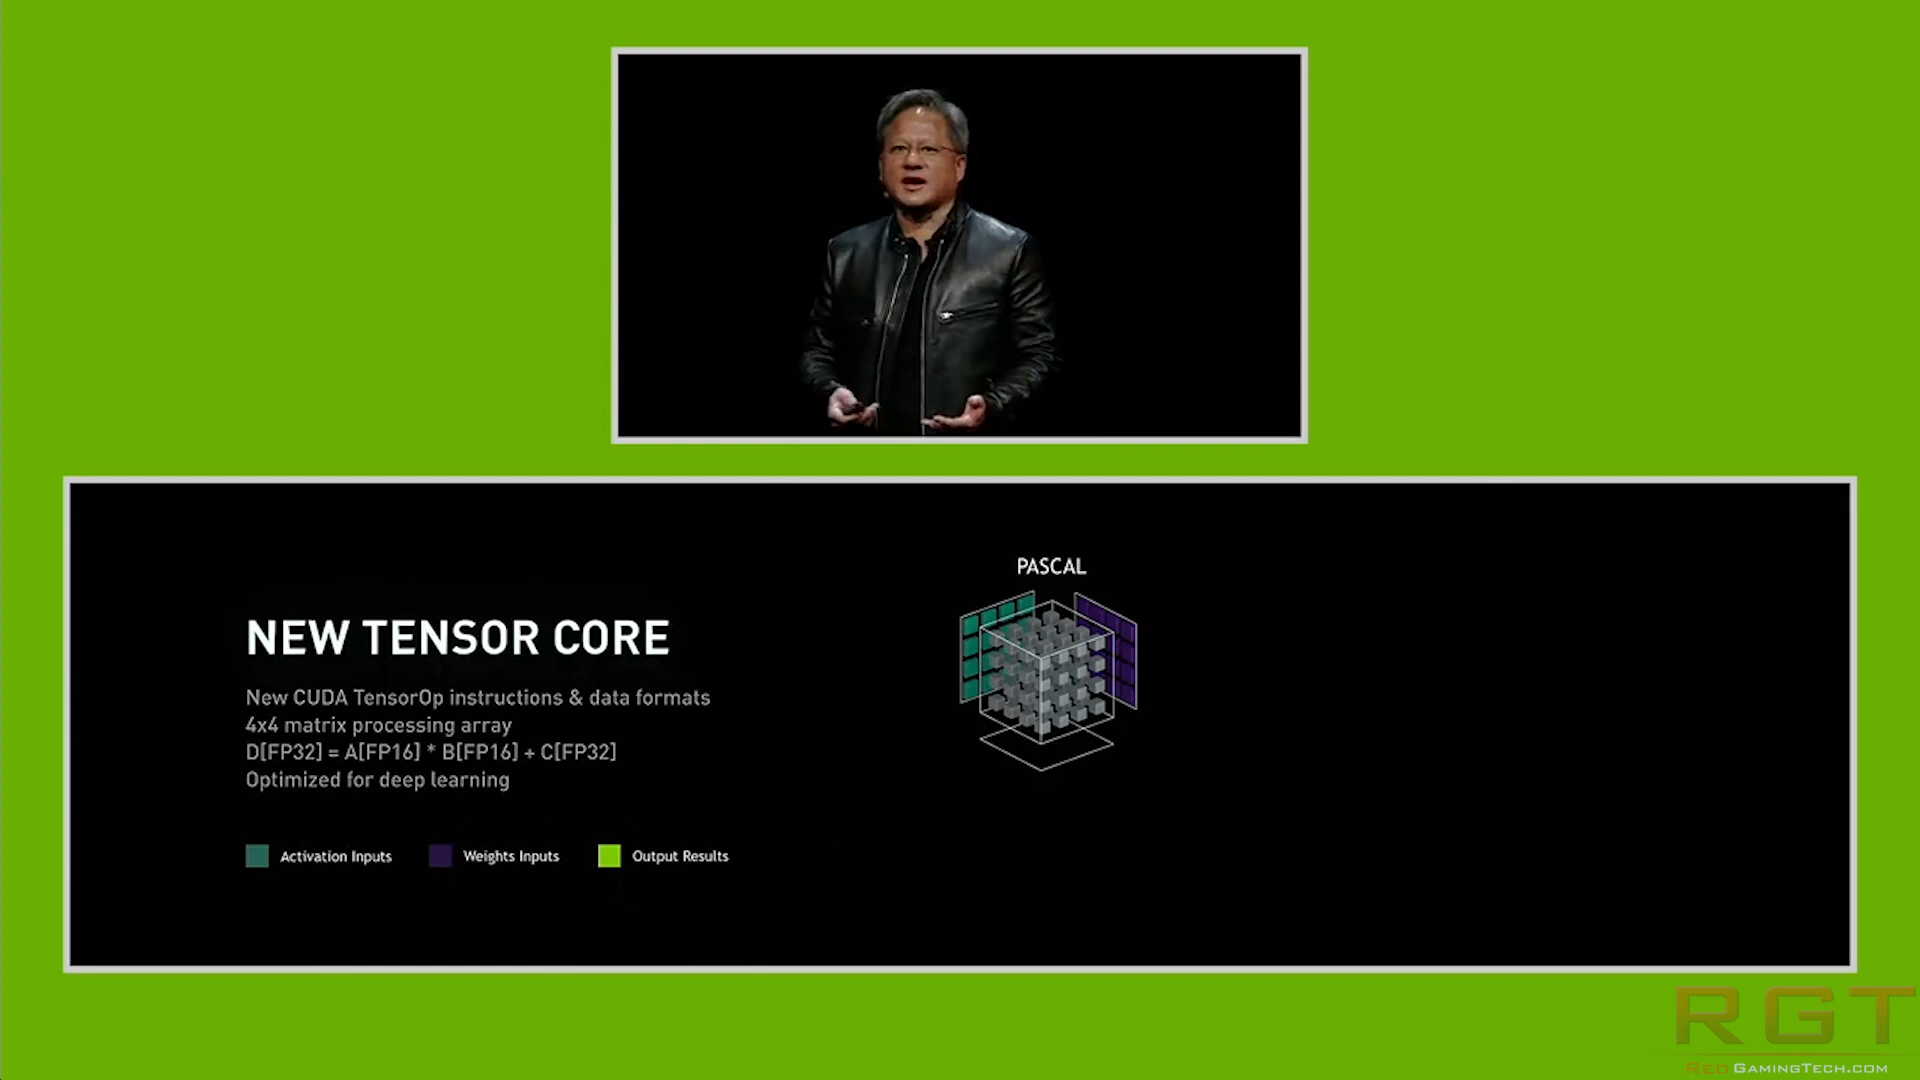 PASCAL
NEW TENSOR CORE
New CUDA TensorOp instructions & data formats
4x4 matrix processing array
D[FP32] = A[FP16] * B[FP16] + C[FP32]
Optimized for deep learning
Activation Inputs
Weights Inputs
Output Results
RGT
RedGamingTech.com